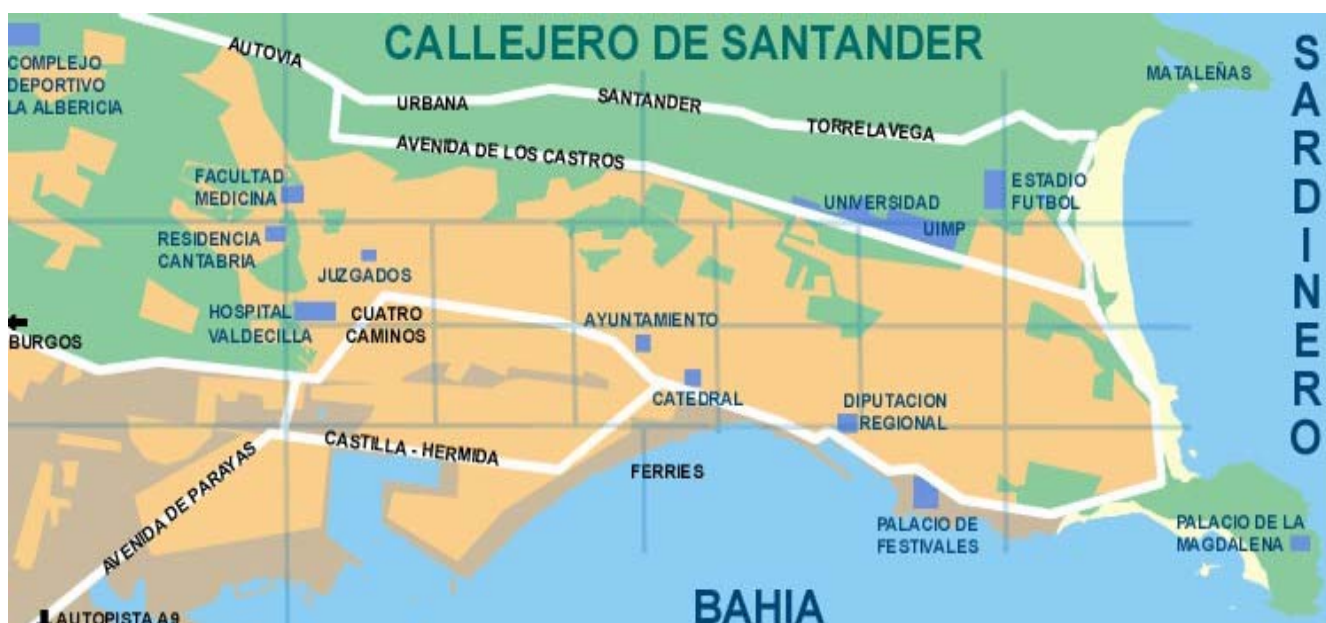 CALLEJERO DE SANTANDER
SARDINERO
COMPLEJO
DEPORTIVO
LA ALBERICIA
AUTOVIA
URBANA
SANTANDER
TORRELAVEGA
MATALEÑAS
AVENIDA DE LOS CASTROS
FACULTAD
MEDICINA
UNIVERSIDAD
UIMP
ESTADIO
FUTBOL
RESIDENCIA
CANTABRIA
JUZGADOS
HOSPITAL
VALDECILLA
CUATRO
CAMINOS
AYUNTAMIENTO
BURGOS
CATEDRAL
DIPUTACION
REGIONAL
CASTILLA - HERMIDA
FERRIES
AVENIDA DE PARAYAS
PALACIO DE
FESTIVALES
PALACIO DE LA
MAGDALENA
BAHIA
AUTOPISTA A9